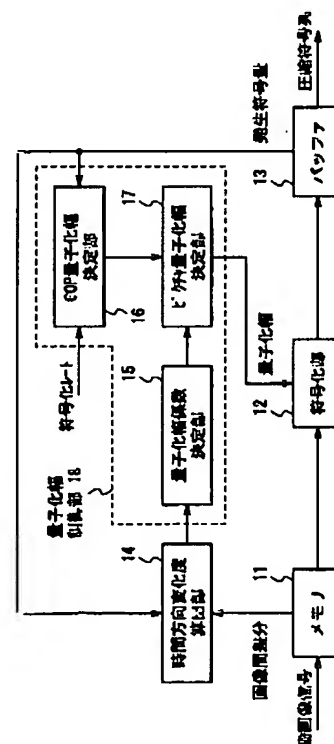 動画像信号
メモリ
11
画像間差分
時間方向変化度
算出部
14
量子化幅
制御部 18
量子化幅係数
決定部
15
符号化レート
GOP量子化幅
決定部
16
ピクチャ量子化幅
決定部
17
量子化幅
符号化部
12
バッファ
13
発生符号量
圧縮符号列